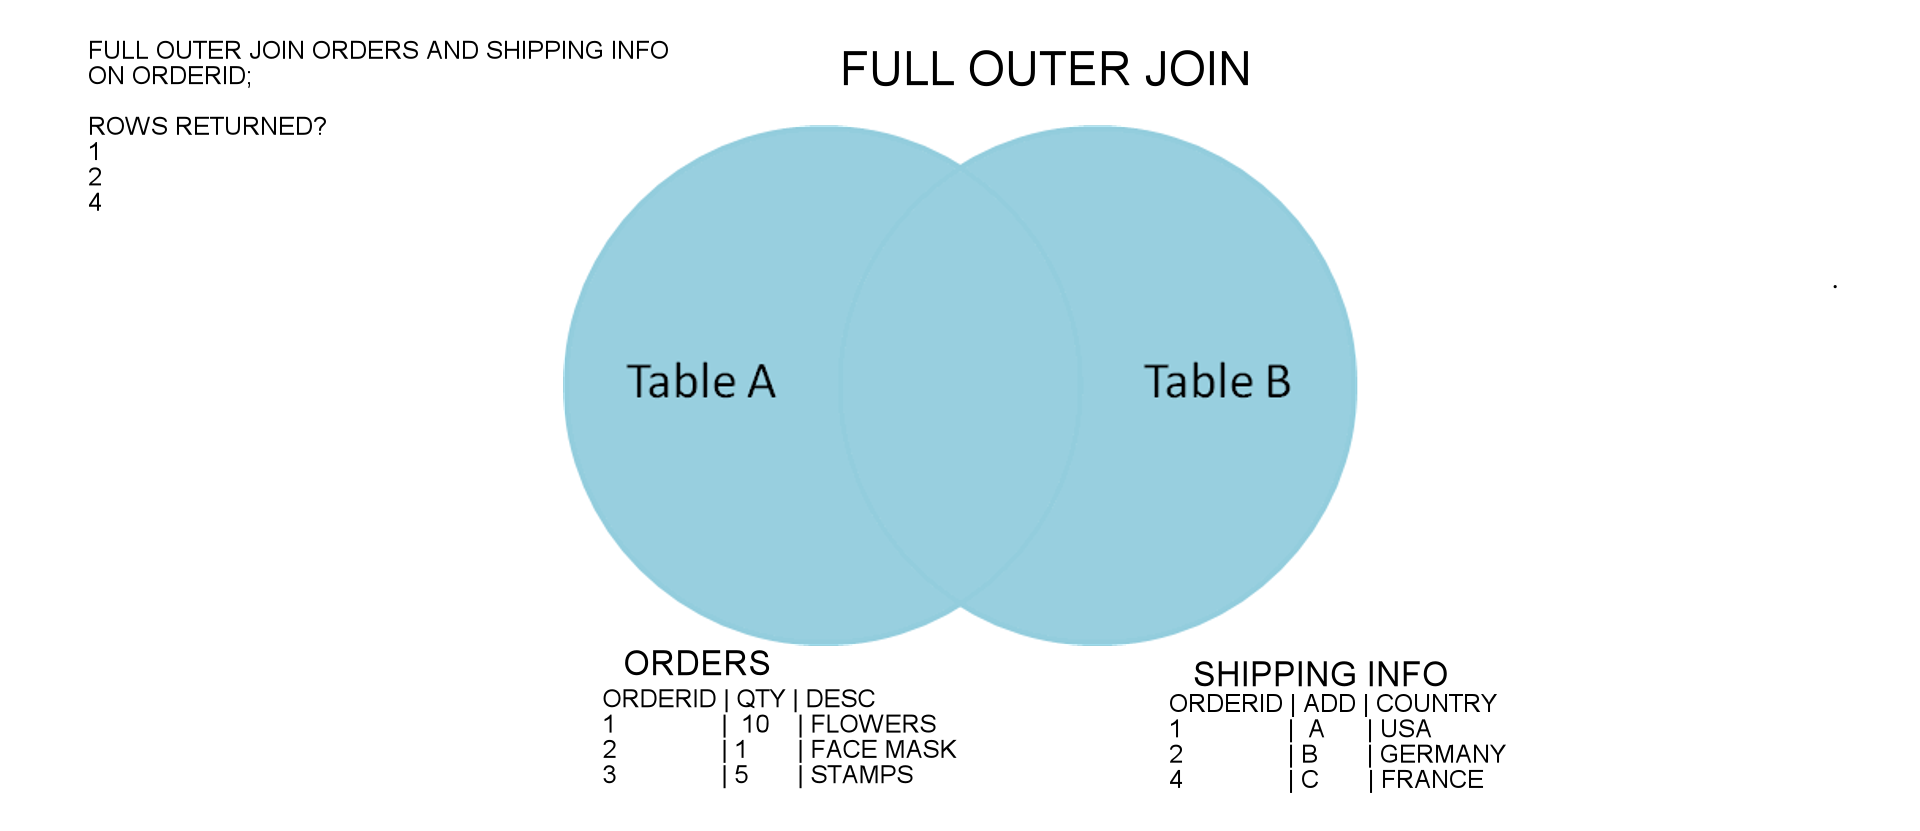 FULL OUTER JOIN ORDERS AND SHIPPING INFO
ON ORDERID;
ROWS RETURNED?
1
2
4
FULL OUTER JOIN
Table A
Table B
ORDERS
ORDERID | QTY | DESC
1 | 10 | FLOWERS
2 | 1 | FACE MASK
3 | 5 | STAMPS
SHIPPING INFO
ORDERID | ADD | COUNTRY
1 | A | USA
2 | B | GERMANY
4 | C | FRANCE
.